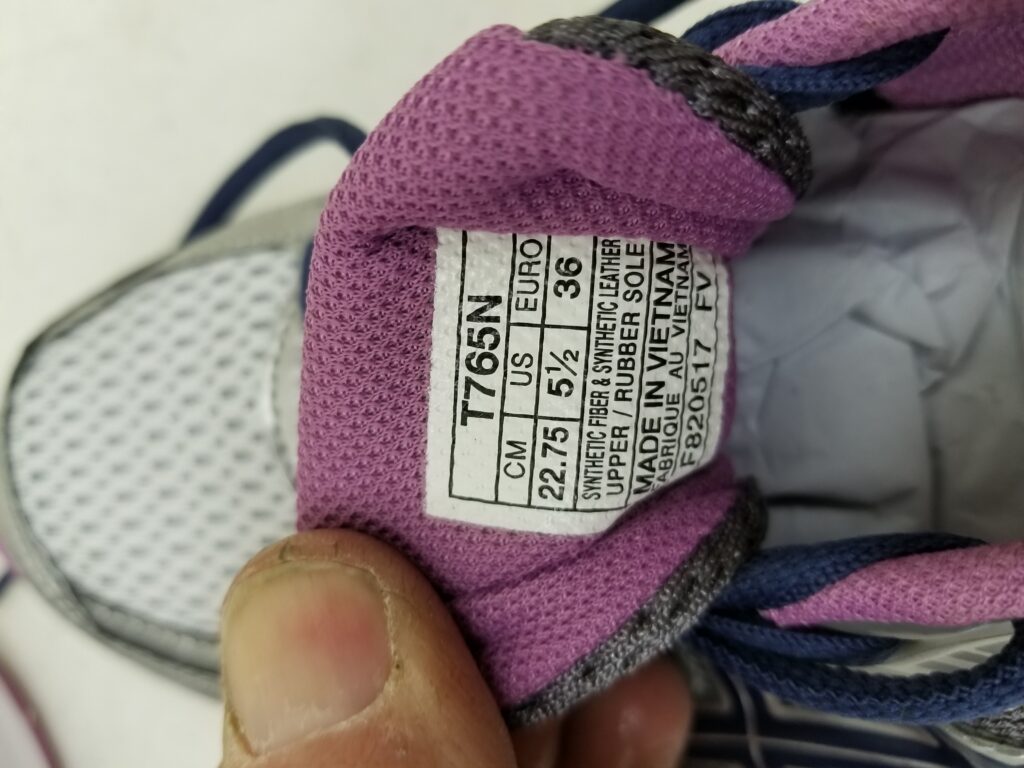 T765N
CM US EURO
22.75 5½ 36
SYNTHETIC FIBER & SYNTHETIC LEATHER
UPPER / RUBBER SOLE
MADE IN VIETNAM
FABRIQUE AU VIETNAM
F820517 FV